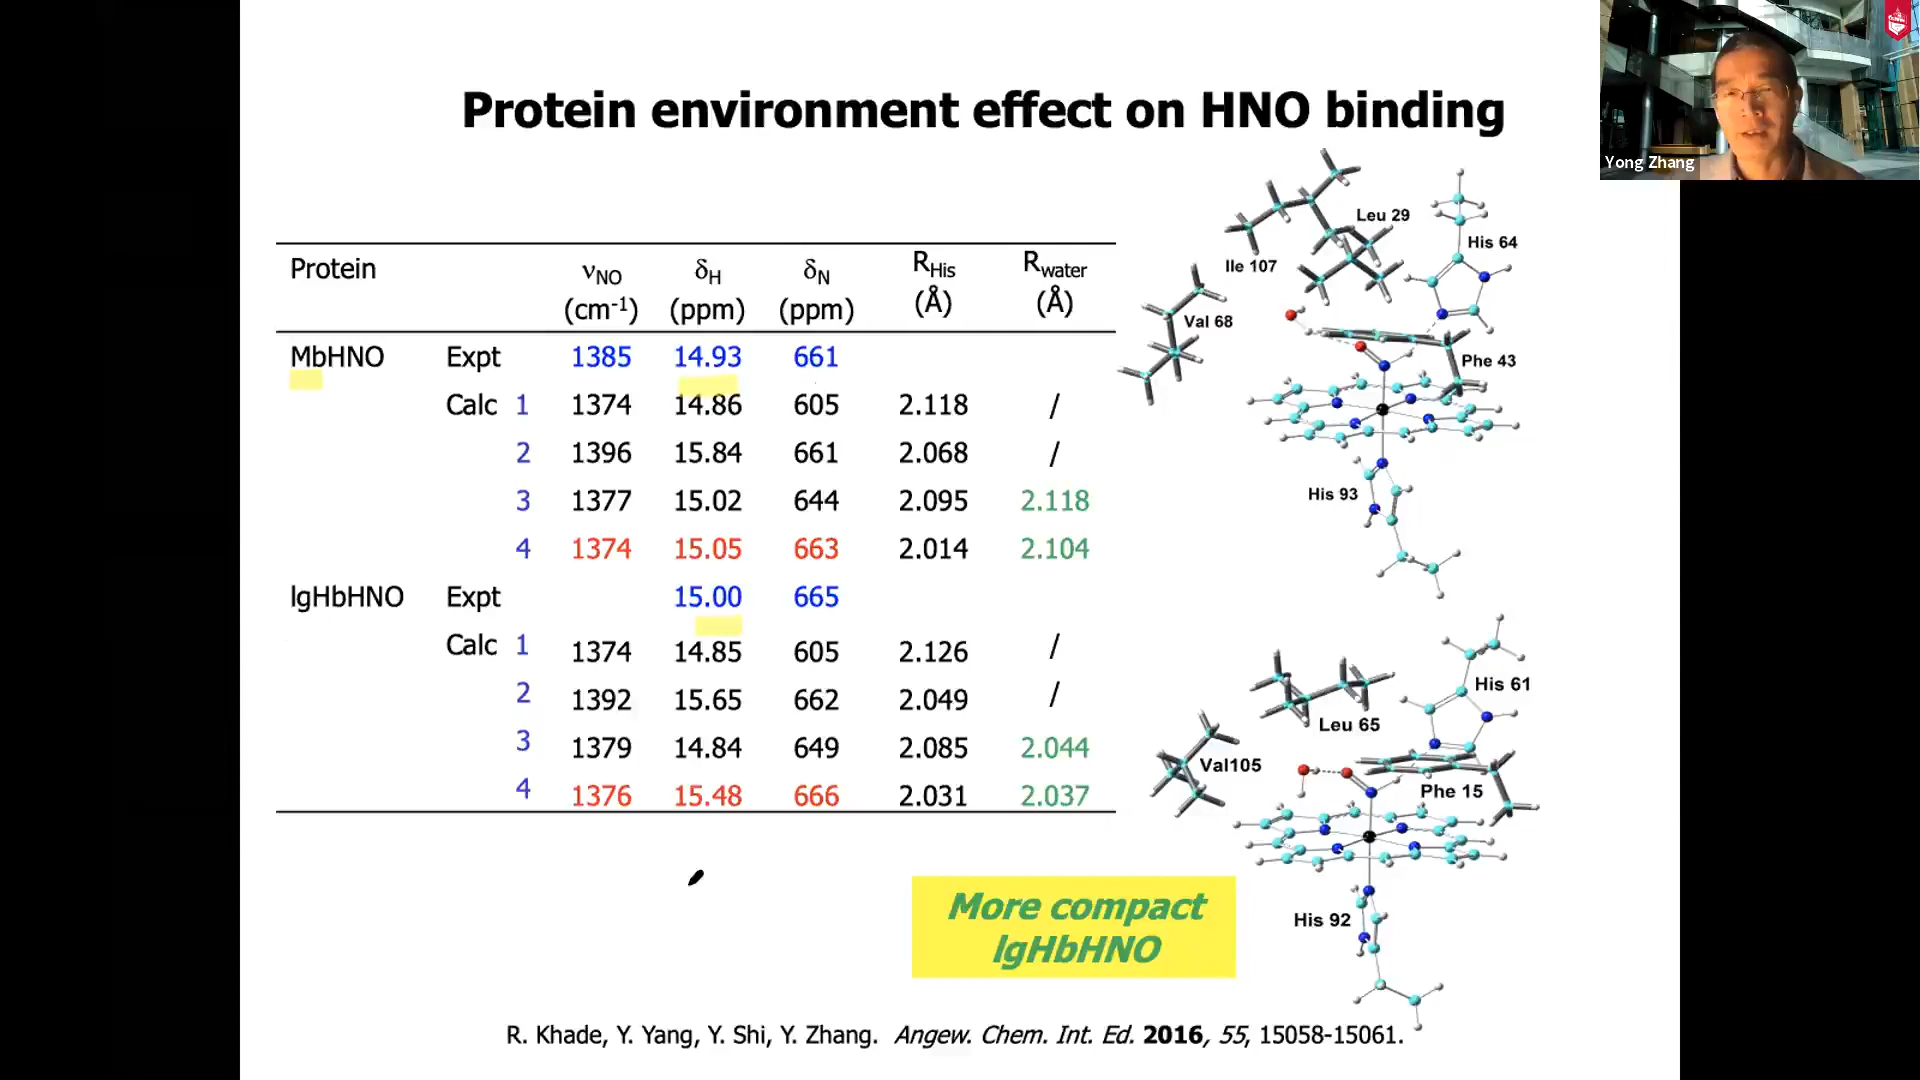 Protein environment effect on HNO binding
Yong Zhang
Protein νNO (cm-1) δH (ppm) δN (ppm) RHis (Å) Rwater (Å)
MbHNO Expt 1385 14.93 661
Calc 1 1374 14.86 605 2.118 /
2 1396 15.84 661 2.068 /
3 1377 15.02 644 2.095 2.118
4 1374 15.05 663 2.014 2.104
lgHbHNO Expt 15.00 665
Calc 1 1374 14.85 605 2.126 /
2 1392 15.65 662 2.049 /
3 1379 14.84 649 2.085 2.044
4 1376 15.48 666 2.031 2.037
Leu 29
His 64
Ile 107
Val 68
Phe 43
His 93
His 61
Leu 65
Val105
Phe 15
His 92
More compact
lgHbHNO
R. Khade, Y. Yang, Y. Shi, Y. Zhang. Angew. Chem. Int. Ed. 2016, 55, 15058-15061.